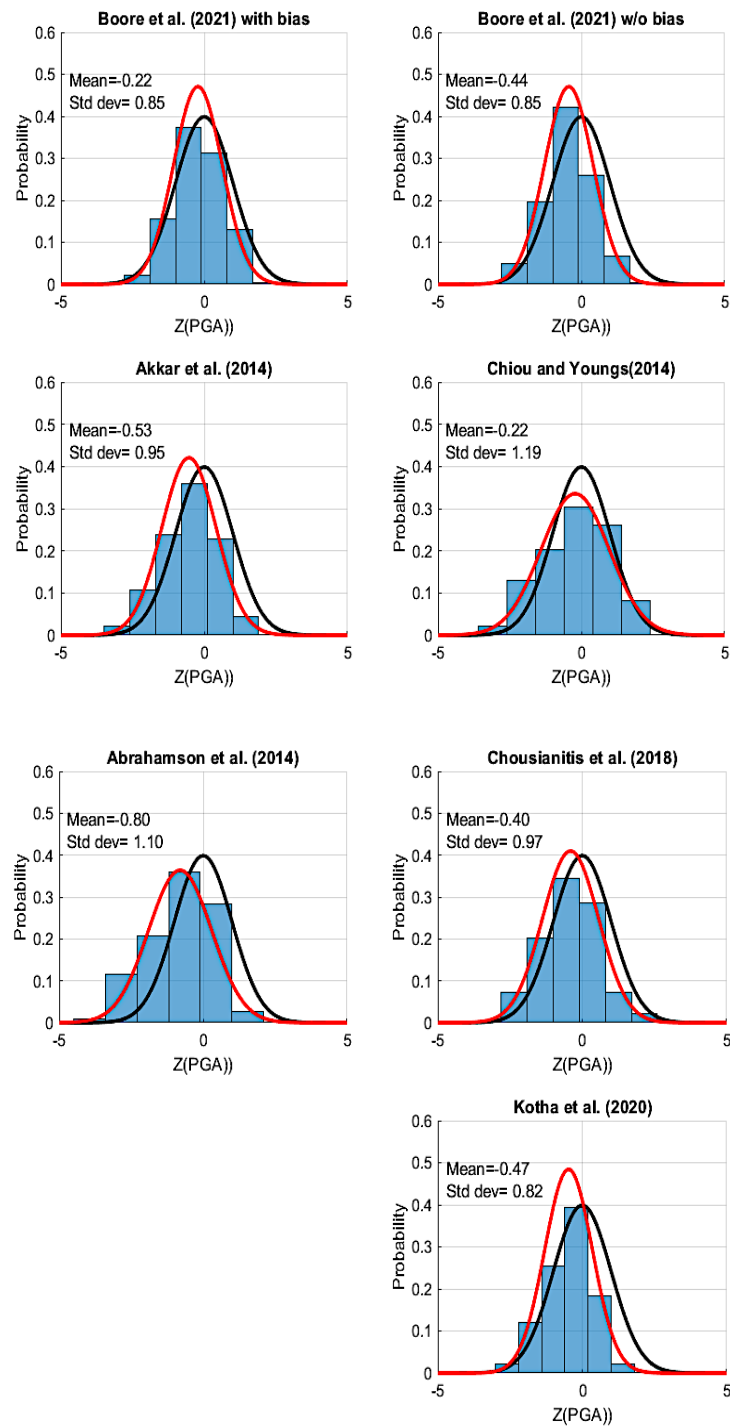 Boore et al. (2021) with bias
0.6
0.5
0.4
0.3
0.2
0.1
0
Probability
Mean=-0.22
Std dev= 0.85
-5
0
5
Z(PGA))
Boore et al. (2021) w/o bias
0.6
0.5
0.4
0.3
0.2
0.1
0
Probability
Mean=-0.44
Std dev= 0.85
-5
0
5
Z(PGA))
Akkar et al. (2014)
0.6
0.5
0.4
0.3
0.2
0.1
0
Probability
Mean=-0.53
Std dev= 0.95
-5
0
5
Z(PGA))
Chiou and Youngs(2014)
0.6
0.5
0.4
0.3
0.2
0.1
0
Probability
Mean=-0.22
Std dev= 1.19
-5
0
5
Z(PGA))
Abrahamson et al. (2014)
0.6
0.5
0.4
0.3
0.2
0.1
0
Probability
Mean=-0.80
Std dev= 1.10
-5
0
5
Z(PGA))
Chousianitis et al. (2018)
0.6
0.5
0.4
0.3
0.2
0.1
0
Probability
Mean=-0.40
Std dev= 0.97
-5
0
5
Z(PGA))
Kotha et al. (2020)
0.6
0.5
0.4
0.3
0.2
0.1
0
Probability
Mean=-0.47
Std dev= 0.82
-5
0
5
Z(PGA))